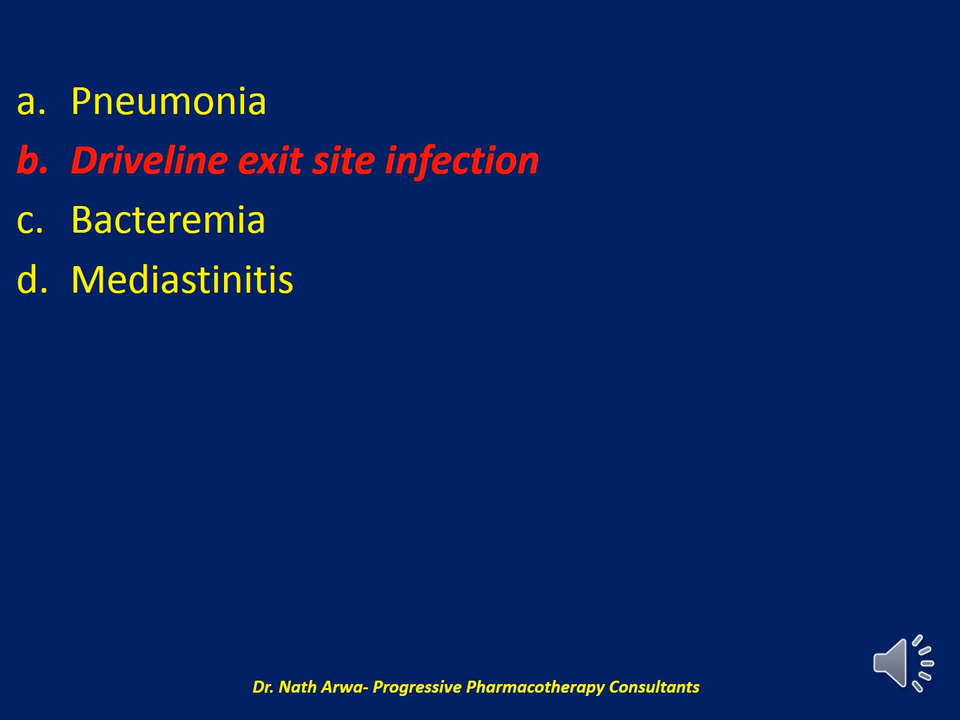 a. Pneumonia
b. Driveline exit site infection
c. Bacteremia
d. Mediastinitis
Dr. Nath Arwa- Progressive Pharmacotherapy Consultants